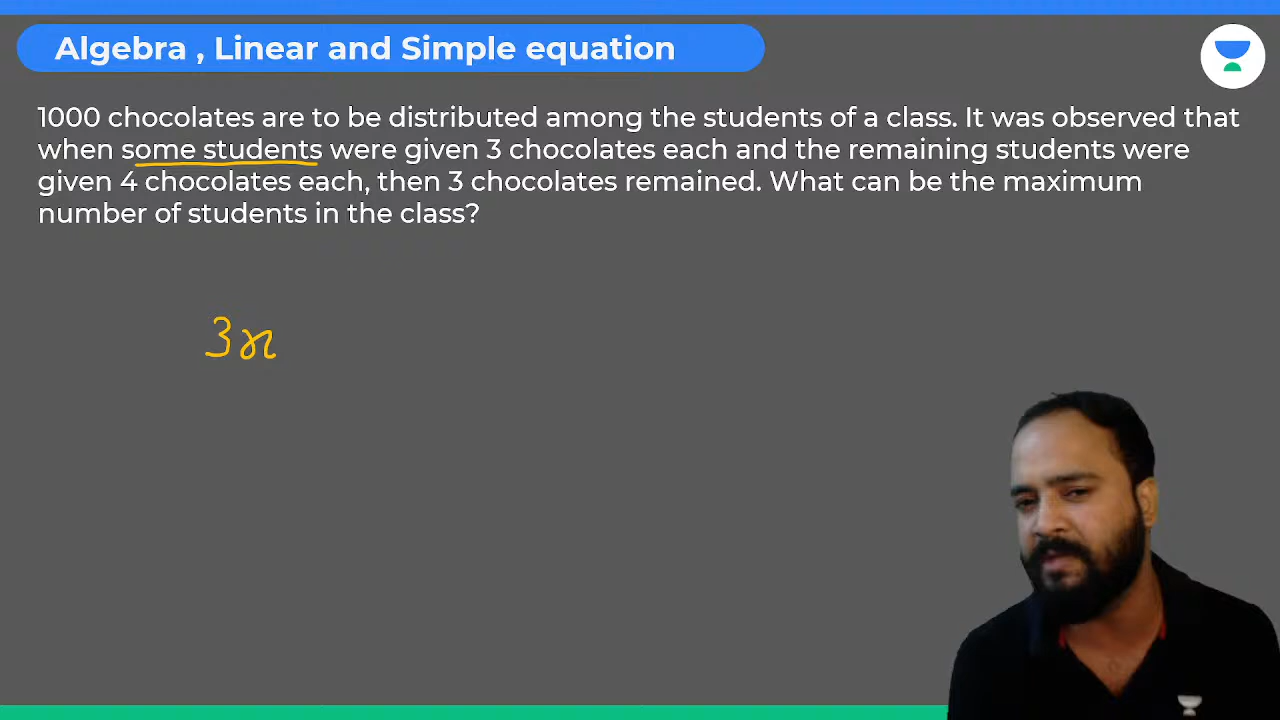 Algebra , Linear and Simple equation
1000 chocolates are to be distributed among the students of a class. It was observed that
when some students were given 3 chocolates each and the remaining students were
given 4 chocolates each, then 3 chocolates remained. What can be the maximum
number of students in the class?
3x